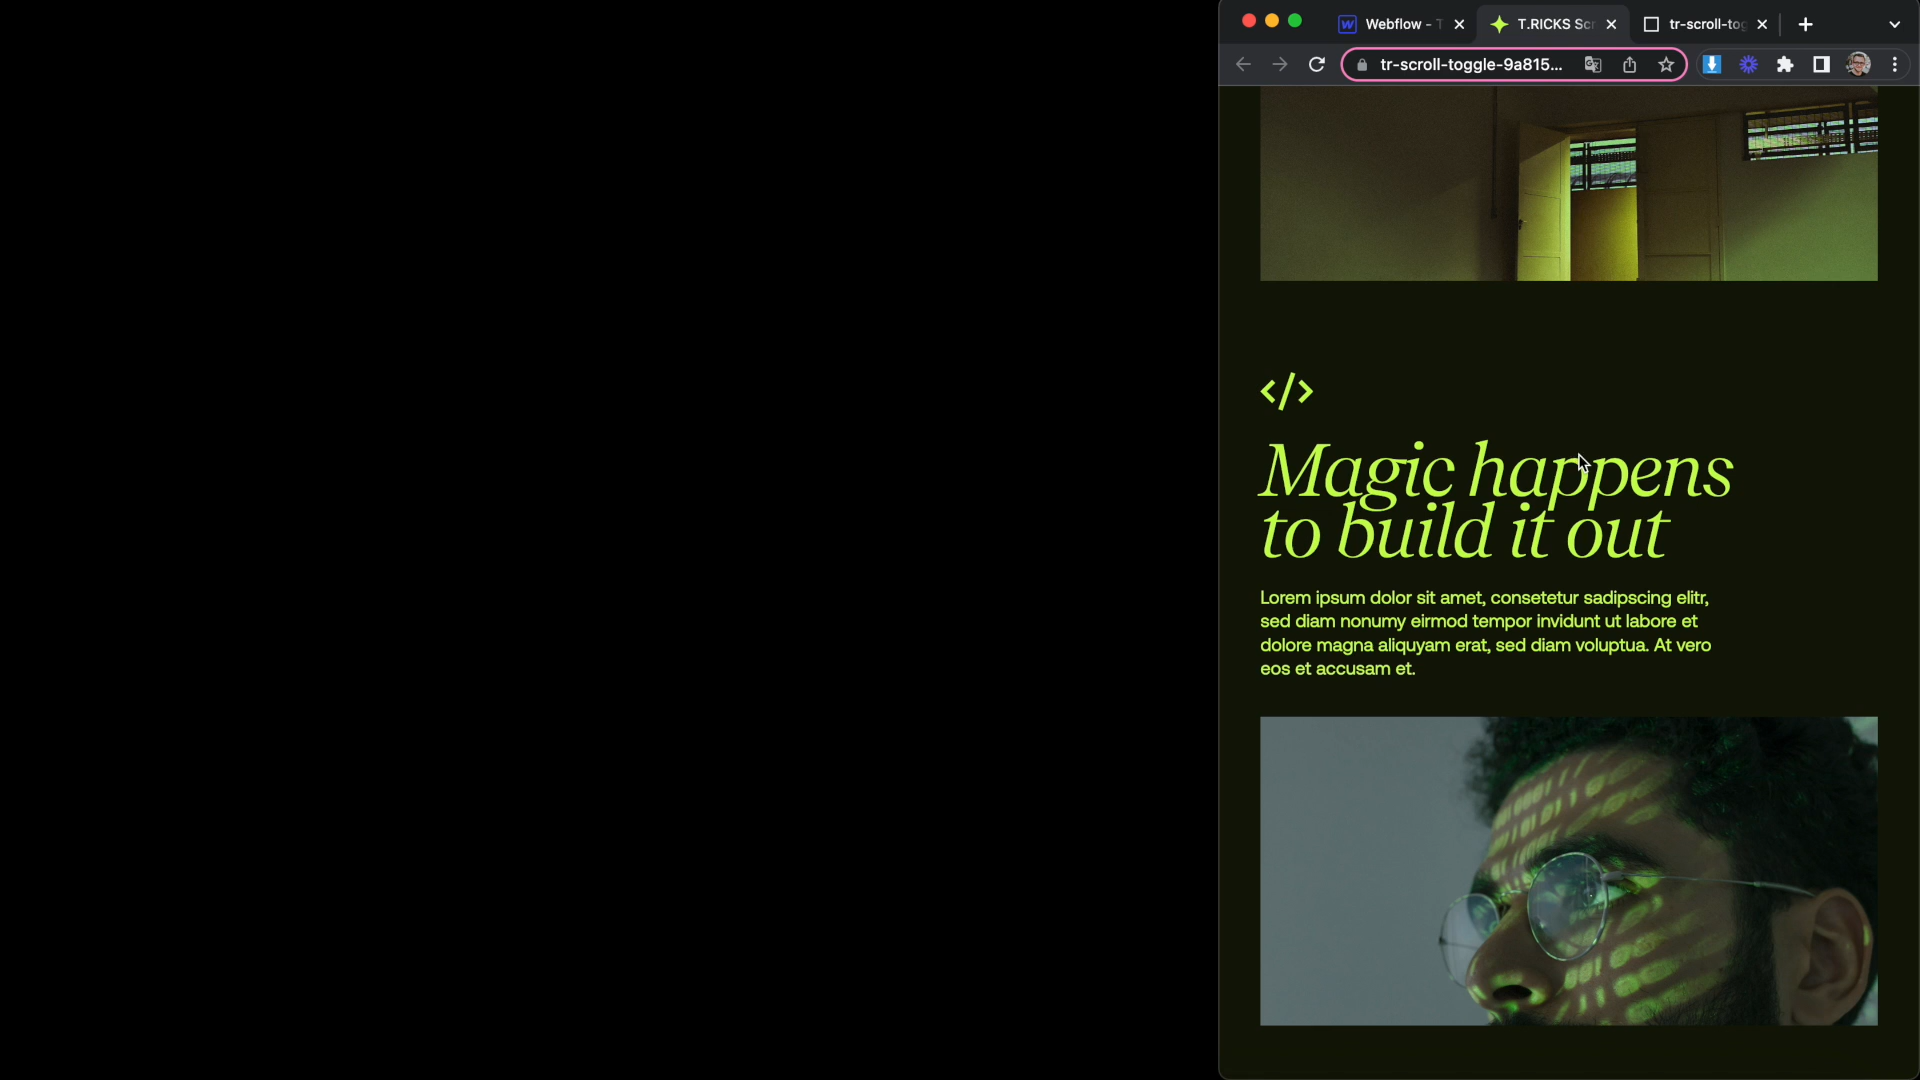 Webflow - T
T.RICKS Scr
tr-scroll-tog
tr-scroll-toggle-9a815...
</>
Magic happens
to build it out
Lorem ipsum dolor sit amet, consetetur sadipscing elitr,
sed diam nonumy eirmod tempor invidunt ut labore et
dolore magna aliquyam erat, sed diam voluptua. At vero
eos et accusam et.